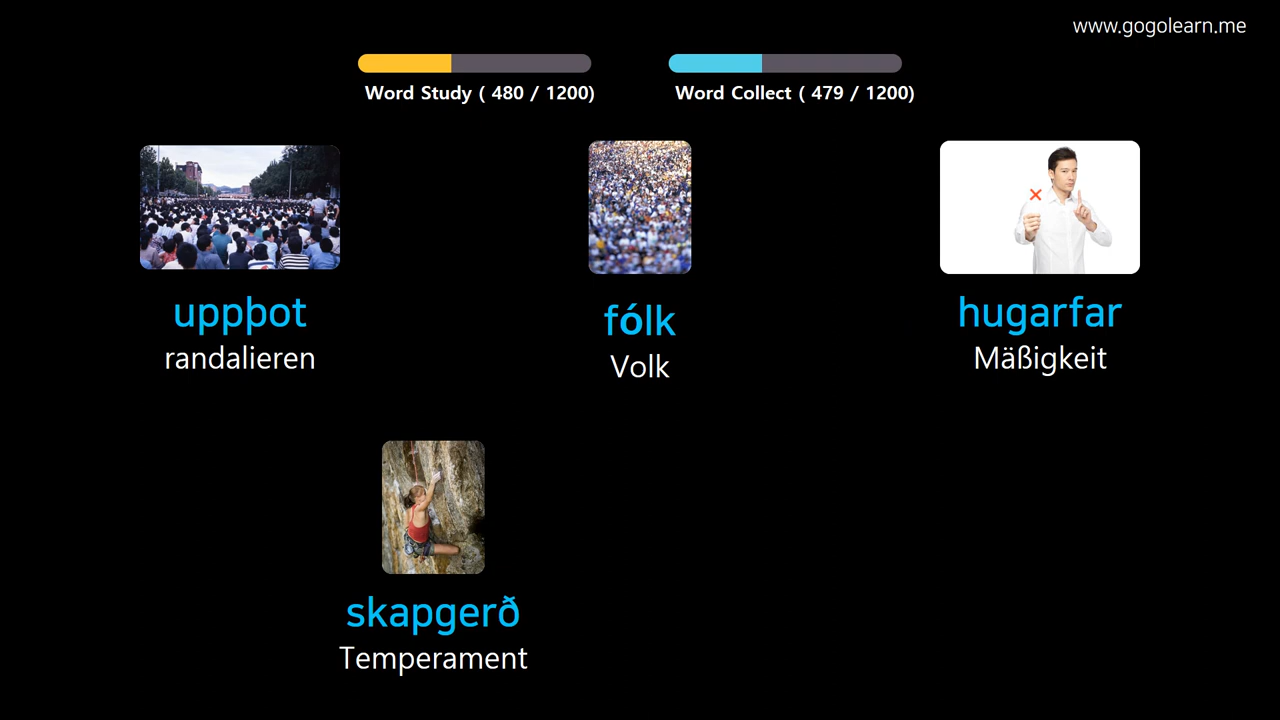 www.gogolearn.me
Word Study ( 480 / 1200)
Word Collect ( 479 / 1200)
uppþot
randalieren
fólk
Volk
hugarfar
Mäßigkeit
skapgerð
Temperament